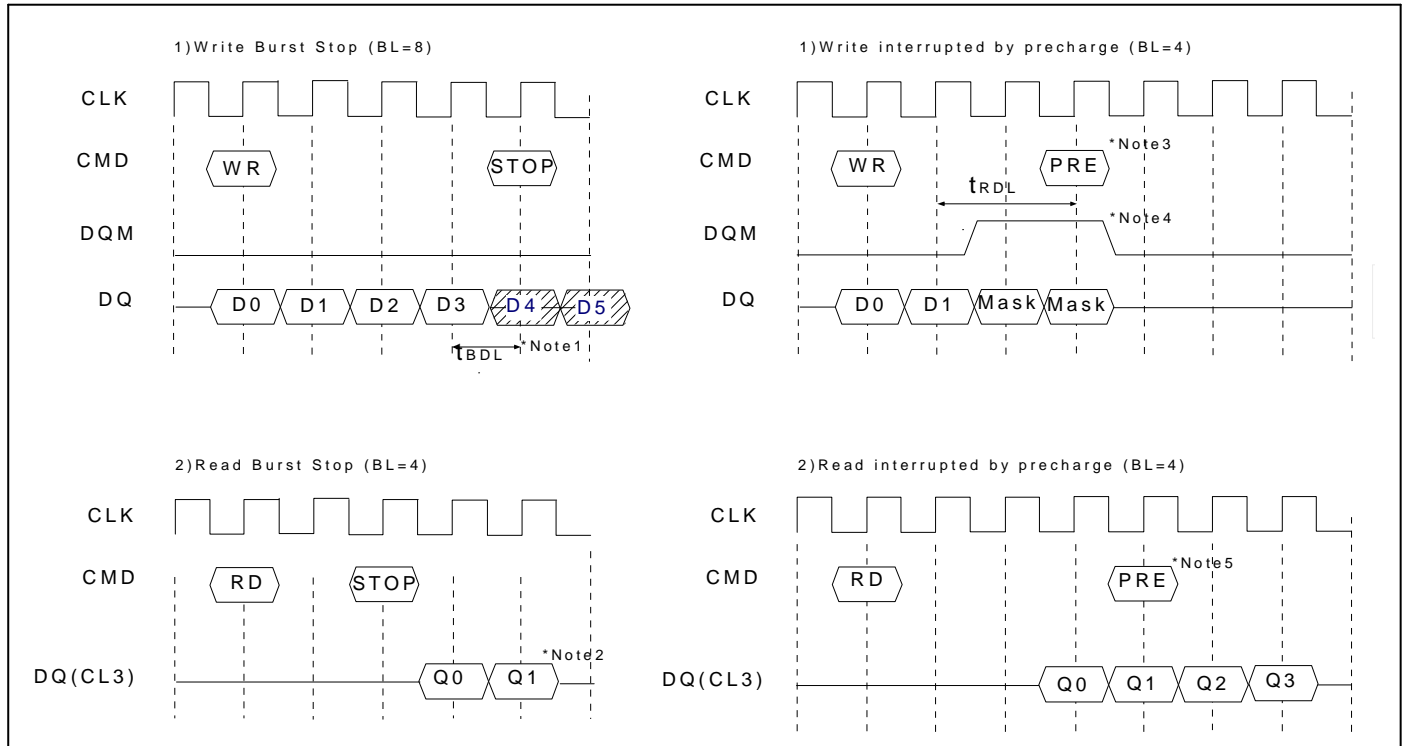 1)Write Burst Stop (BL=8)
CLK
CMD WR STOP
DQM
DQ D0 D1 D2 D3 D4 D5
tBDL *Note1
1)Write interrupted by precharge (BL=4)
CLK
CMD WR PRE *Note3
tRDL
DQM *Note4
DQ D0 D1 Mask Mask
2)Read Burst Stop (BL=4)
CLK
CMD RD STOP
*Note2
DQ(CL3) Q0 Q1
2)Read interrupted by precharge (BL=4)
CLK
CMD RD PRE *Note5
DQ(CL3) Q0 Q1 Q2 Q3